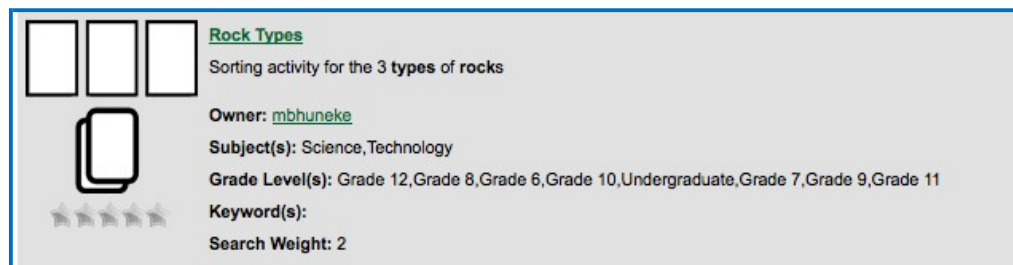 Rock Types
Sorting activity for the 3 types of rocks
Owner: mbhuneke
Subject(s): Science,Technology
Grade Level(s): Grade 12,Grade 8,Grade 6,Grade 10,Undergraduate,Grade 7,Grade 9,Grade 11
Keyword(s):
Search Weight: 2